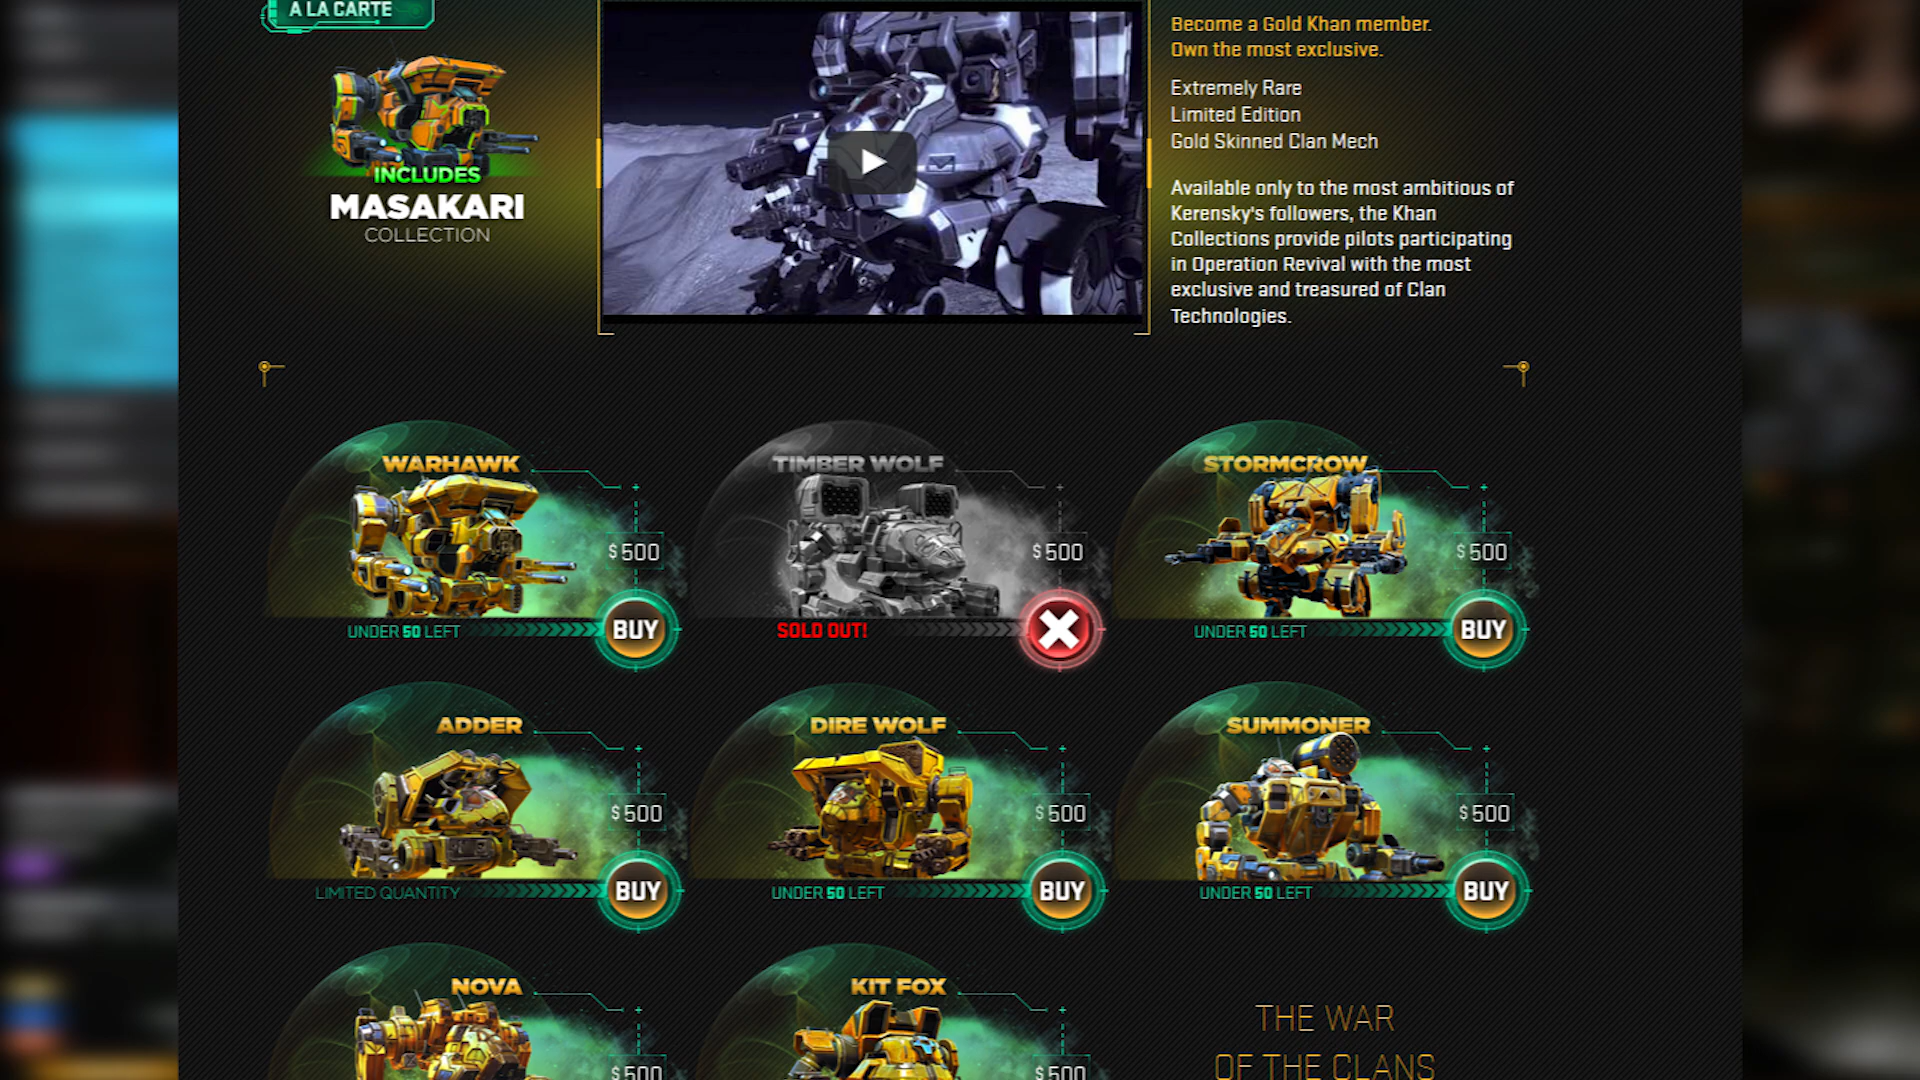 A LA CARTE
INCLUDES
MASAKARI
COLLECTION
Become a Gold Khan member.
Own the most exclusive.
Extremely Rare
Limited Edition
Gold Skinned Clan Mech
Available only to the most ambitious of
Kerensky's followers, the Khan
Collections provide pilots participating
in Operation Revival with the most
exclusive and treasured of Clan
Technologies.
WARHAWK
$500
UNDER 50 LEFT
BUY
TIMBER WOLF
$500
SOLD OUT!
STORMCROW
$500
UNDER 50 LEFT
BUY
ADDER
$500
LIMITED QUANTITY
BUY
DIRE WOLF
$500
UNDER 50 LEFT
BUY
SUMMONER
$500
UNDER 50 LEFT
BUY
NOVA
$500
KIT FOX
$500
THE WAR
OF THE CLANS